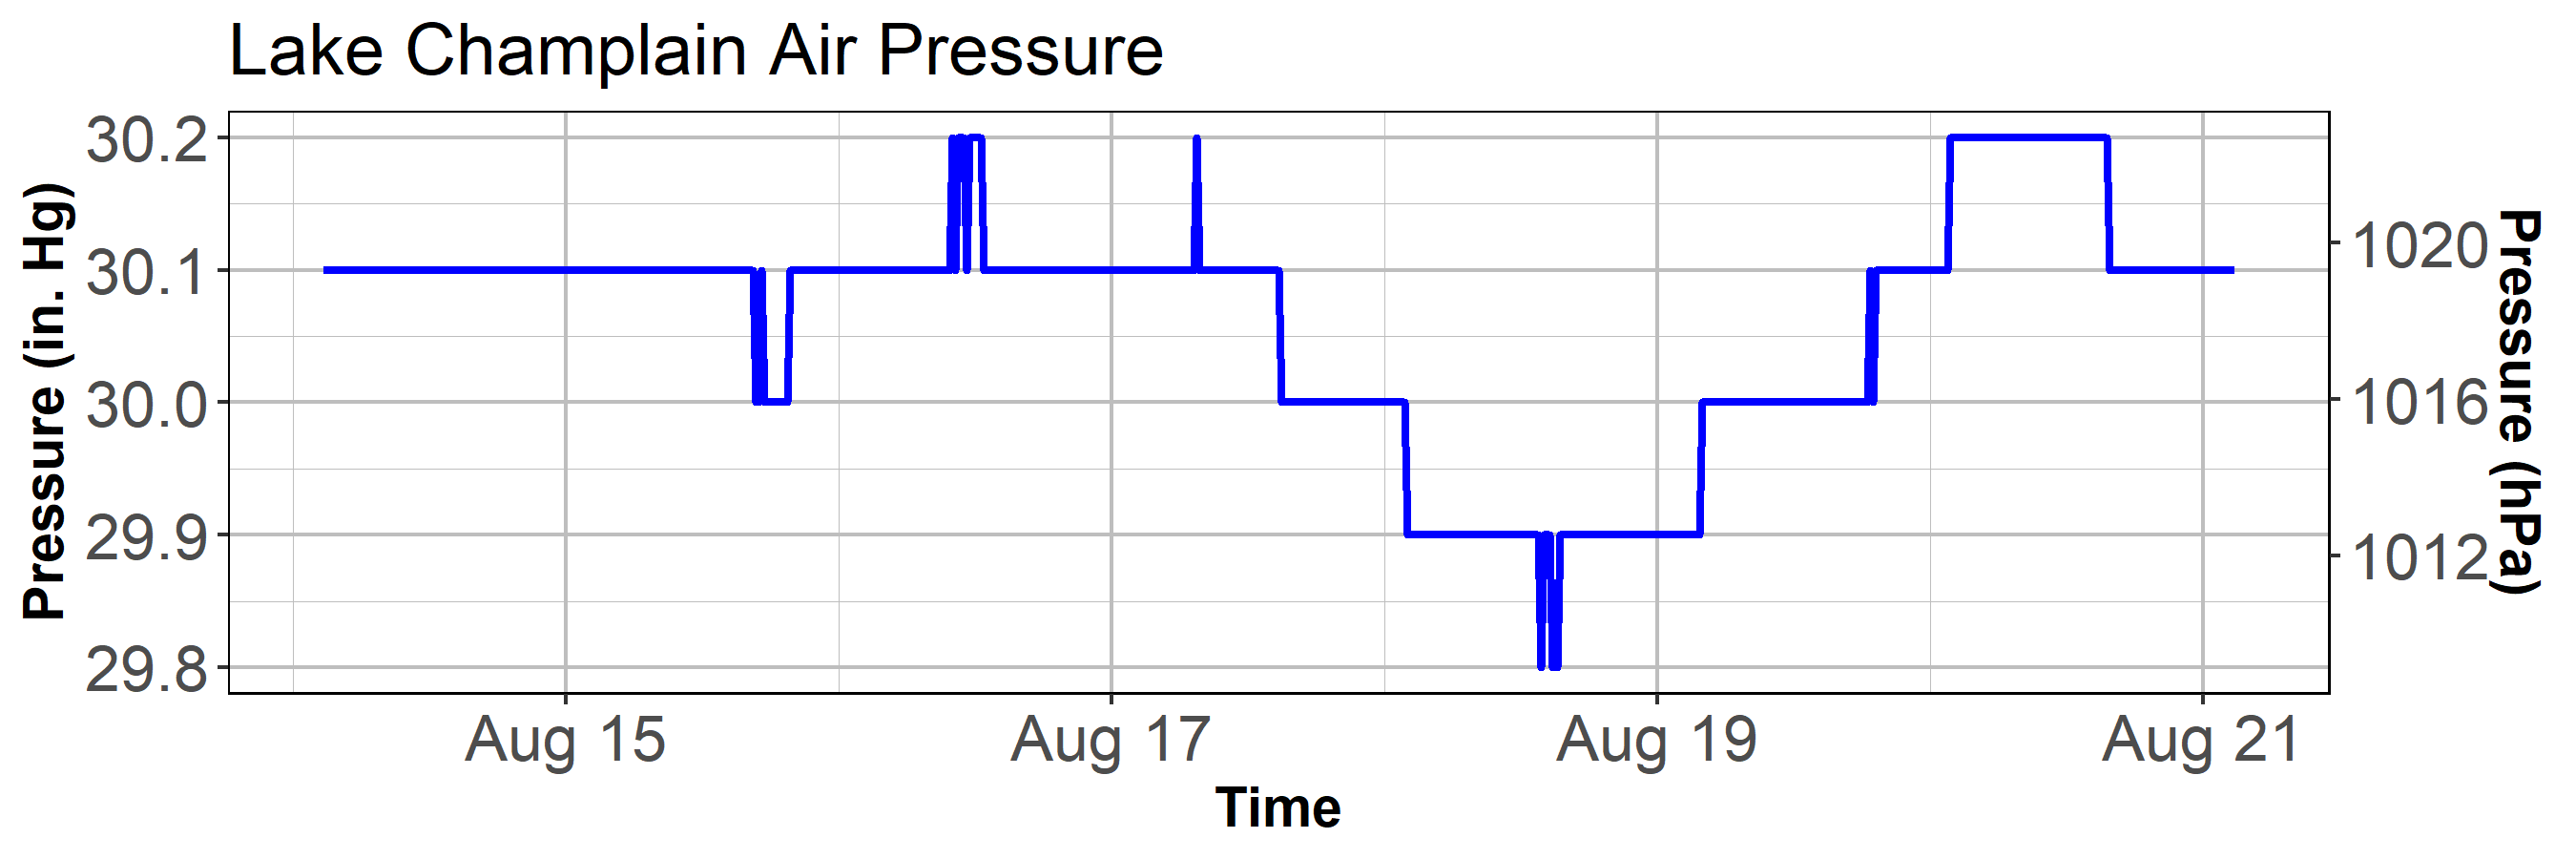 Lake Champlain Air Pressure
Pressure (in. Hg)
30.2
30.1
30.0
29.9
29.8
1020
1016
1012
Pressure (hPa)
Aug 15
Aug 17
Aug 19
Aug 21
Time